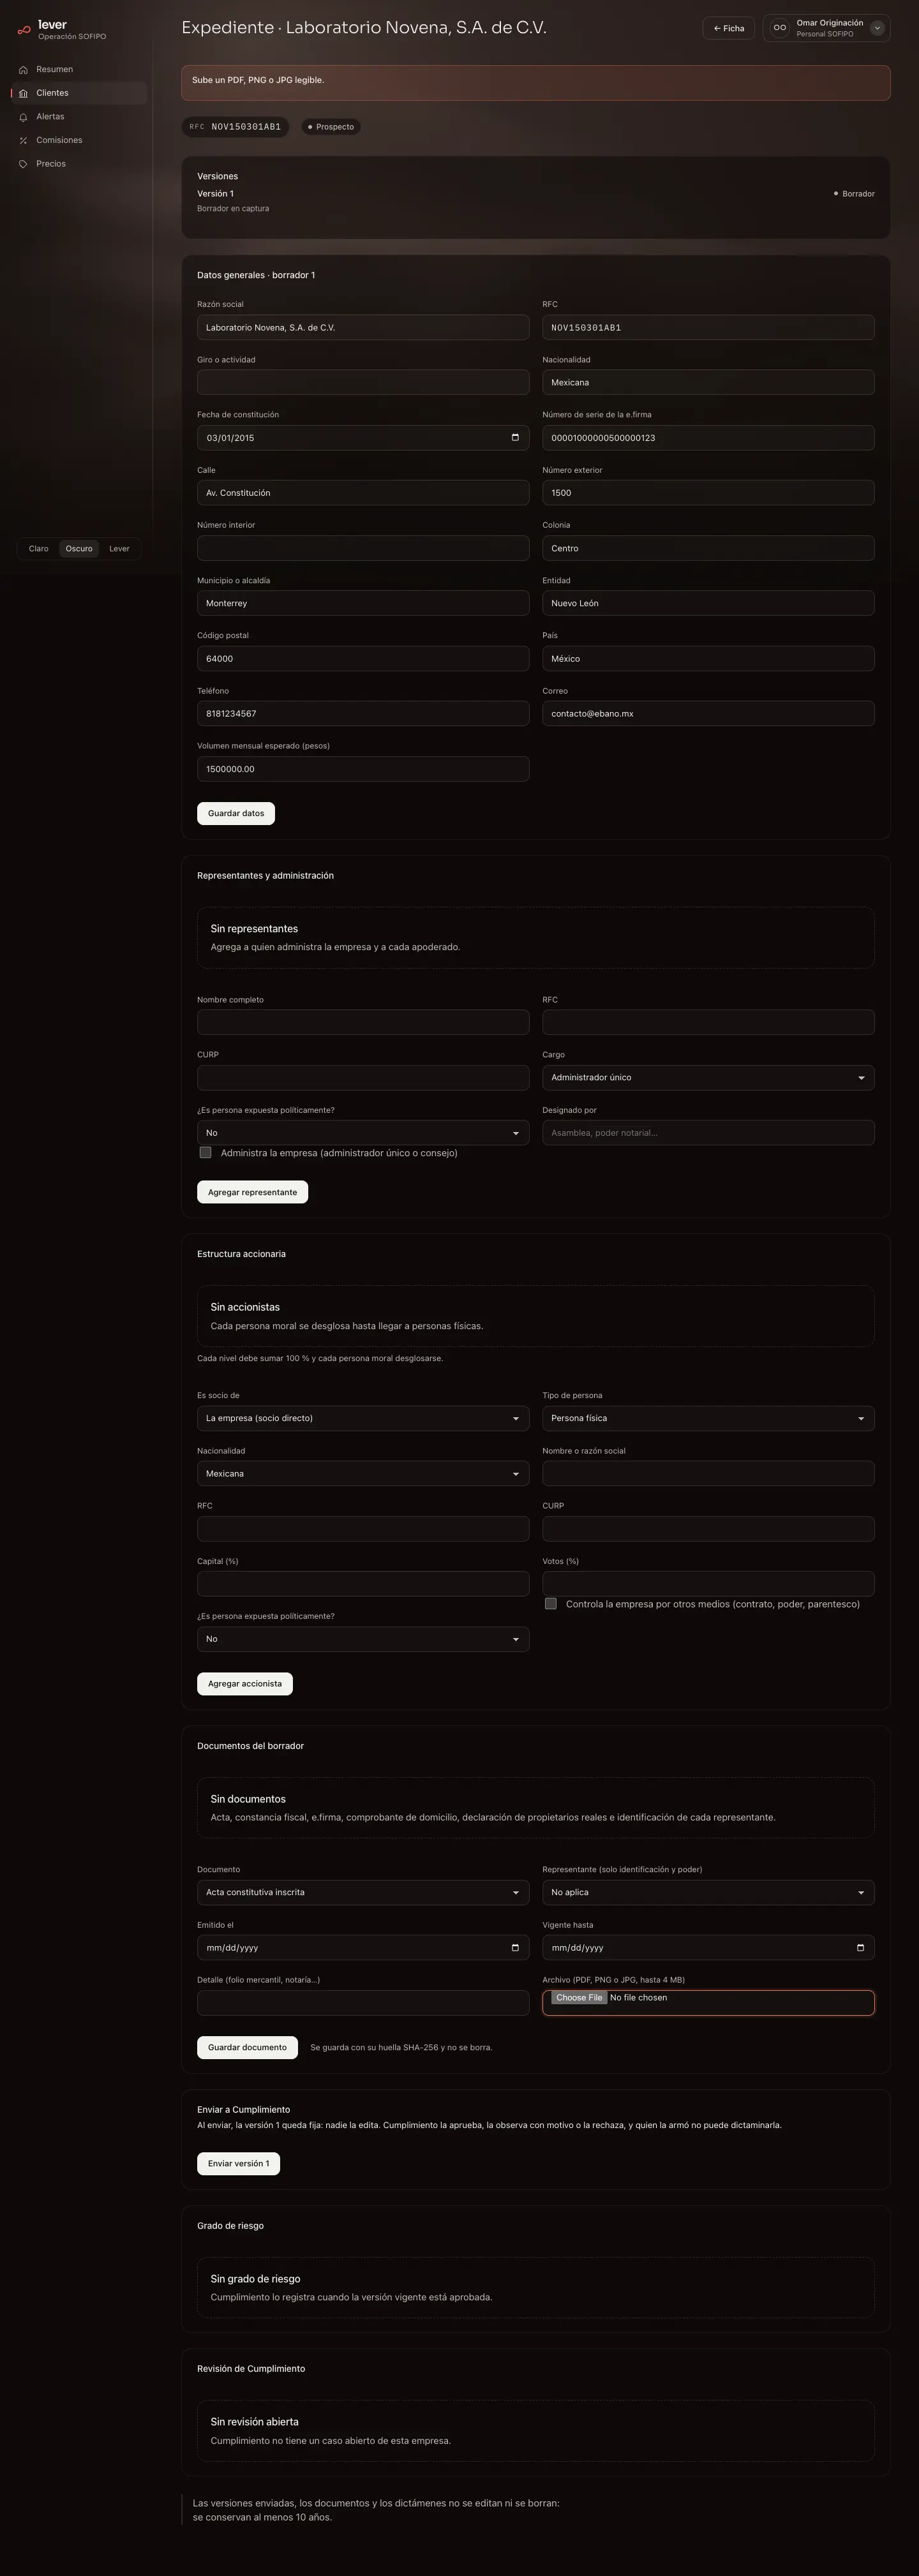 lever
Operación SOFIPO
Resumen
Clientes
Alertas
Comisiones
Precios
Claro Oscuro Lever
Expediente · Laboratorio Novena, S.A. de C.V.
← Ficha
OO
Omar Originación
Personal SOFIPO
Sube un PDF, PNG o JPG legible.
RFC NOV150301AB1
Prospecto
Versiones
Versión 1
Borrador
Borrador en captura
Datos generales · borrador 1
Razón social
RFC
Laboratorio Novena, S.A. de C.V.
NOV150301AB1
Giro o actividad
Nacionalidad
Mexicana
Fecha de constitución
Número de serie de la e.firma
03/01/2015
00001000000500000123
Calle
Número exterior
Av. Constitución
1500
Número interior
Colonia
Centro
Municipio o alcaldía
Entidad
Monterrey
Nuevo León
Código postal
País
64000
México
Teléfono
Correo
8181234567
contacto@ebano.mx
Volumen mensual esperado (pesos)
1500000.00
Guardar datos
Representantes y administración
Sin representantes
Agrega a quien administra la empresa y a cada apoderado.
Nombre completo
RFC
CURP
Cargo
Administrador único
¿Es persona expuesta políticamente?
Designado por
No
Asamblea, poder notarial...
Administra la empresa (administrador único o consejo)
Agregar representante
Estructura accionaria
Sin accionistas
Cada persona moral se desglosa hasta llegar a personas físicas.
Cada nivel debe sumar 100 % y cada persona moral desglosarse.
Es socio de
Tipo de persona
La empresa (socio directo)
Persona física
Nacionalidad
Nombre o razón social
Mexicana
RFC
CURP
Capital (%)
Votos (%)
Controla la empresa por otros medios (contrato, poder, parentesco)
¿Es persona expuesta políticamente?
No
Agregar accionista
Documentos del borrador
Sin documentos
Acta, constancia fiscal, e.firma, comprobante de domicilio, declaración de propietarios reales e identificación de cada representante.
Documento
Representante (solo identificación y poder)
Acta constitutiva inscrita
No aplica
Emitido el
Vigente hasta
mm/dd/yyyy
mm/dd/yyyy
Detalle (folio mercantil, notaría...)
Archivo (PDF, PNG o JPG, hasta 4 MB)
Choose File No file chosen
Guardar documento
Se guarda con su huella SHA-256 y no se borra.
Enviar a Cumplimiento
Al enviar, la versión 1 queda fija: nadie la edita. Cumplimiento la aprueba, la observa con motivo o la rechaza, y quien la armó no puede dictaminarla.
Enviar versión 1
Grado de riesgo
Sin grado de riesgo
Cumplimiento lo registra cuando la versión vigente está aprobada.
Revisión de Cumplimiento
Sin revisión abierta
Cumplimiento no tiene un caso abierto de esta empresa.
Las versiones enviadas, los documentos y los dictámenes no se editan ni se borran:
se conservan al menos 10 años.